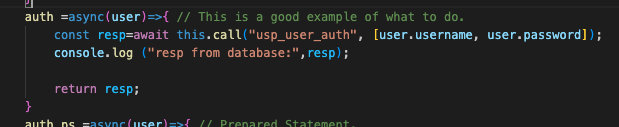 }
auth =async(user)=>{ // This is a good example of what to do.
const resp=await this.call("usp_user_auth", [user.username, user.password]);
console.log ("resp from database:",resp);
return resp;
}
auth_ps =async(user)=>{ // Prepared Statement.